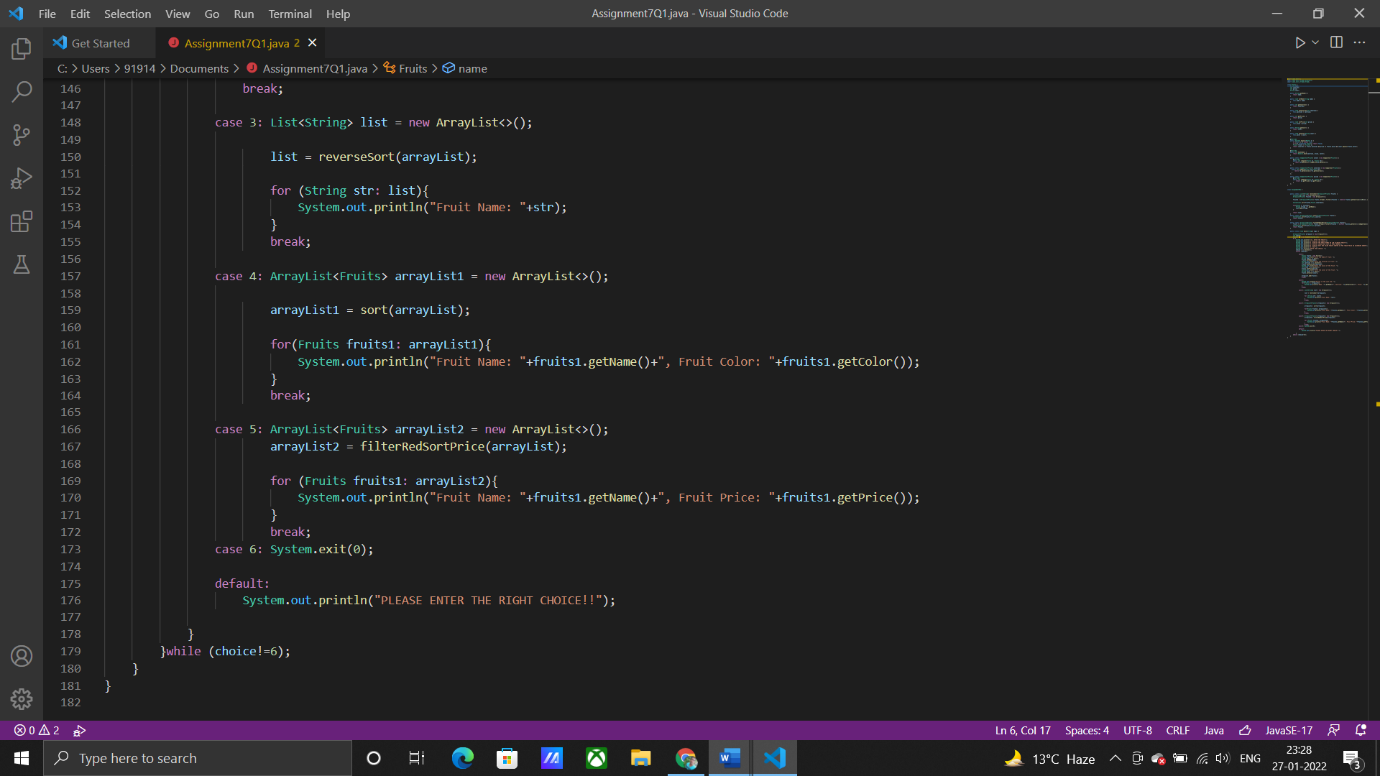 File Edit Selection View Go Run Terminal Help
Assignment7Q1.java - Visual Studio Code
Get Started
Assignment7Q1.java 2
C: > Users > 91914 > Documents > Assignment7Q1.java > Fruits > name
146 break;
147
148 case 3: List<String> list = new ArrayList<>();
149
150 list = reverseSort(arrayList);
151
152 for (String str: list){
153 System.out.println("Fruit Name: "+str);
154 }
155 break;
156
157 case 4: ArrayList<Fruits> arrayList1 = new ArrayList<>();
158
159 arrayList1 = sort(arrayList);
160
161 for(Fruits fruits1: arrayList1){
162 System.out.println("Fruit Name: "+fruits1.getName()+", Fruit Color: "+fruits1.getColor());
163 }
164 break;
165
166 case 5: ArrayList<Fruits> arrayList2 = new ArrayList<>();
167 arrayList2 = filterRedSortPrice(arrayList);
168
169 for (Fruits fruits1: arrayList2){
170 System.out.println("Fruit Name: "+fruits1.getName()+", Fruit Price: "+fruits1.getPrice());
171 }
172 break;
173 case 6: System.exit(0);
174
175 default:
176 System.out.println("PLEASE ENTER THE RIGHT CHOICE!!");
177
178 }
179 }while (choice!=6);
180 }
181 }
182
0 2
Ln 6, Col 17 Spaces: 4 UTF-8 CRLF Java JavaSE-17
Type here to search
13°C Haze
ENG
23:28
27-01-2022
3